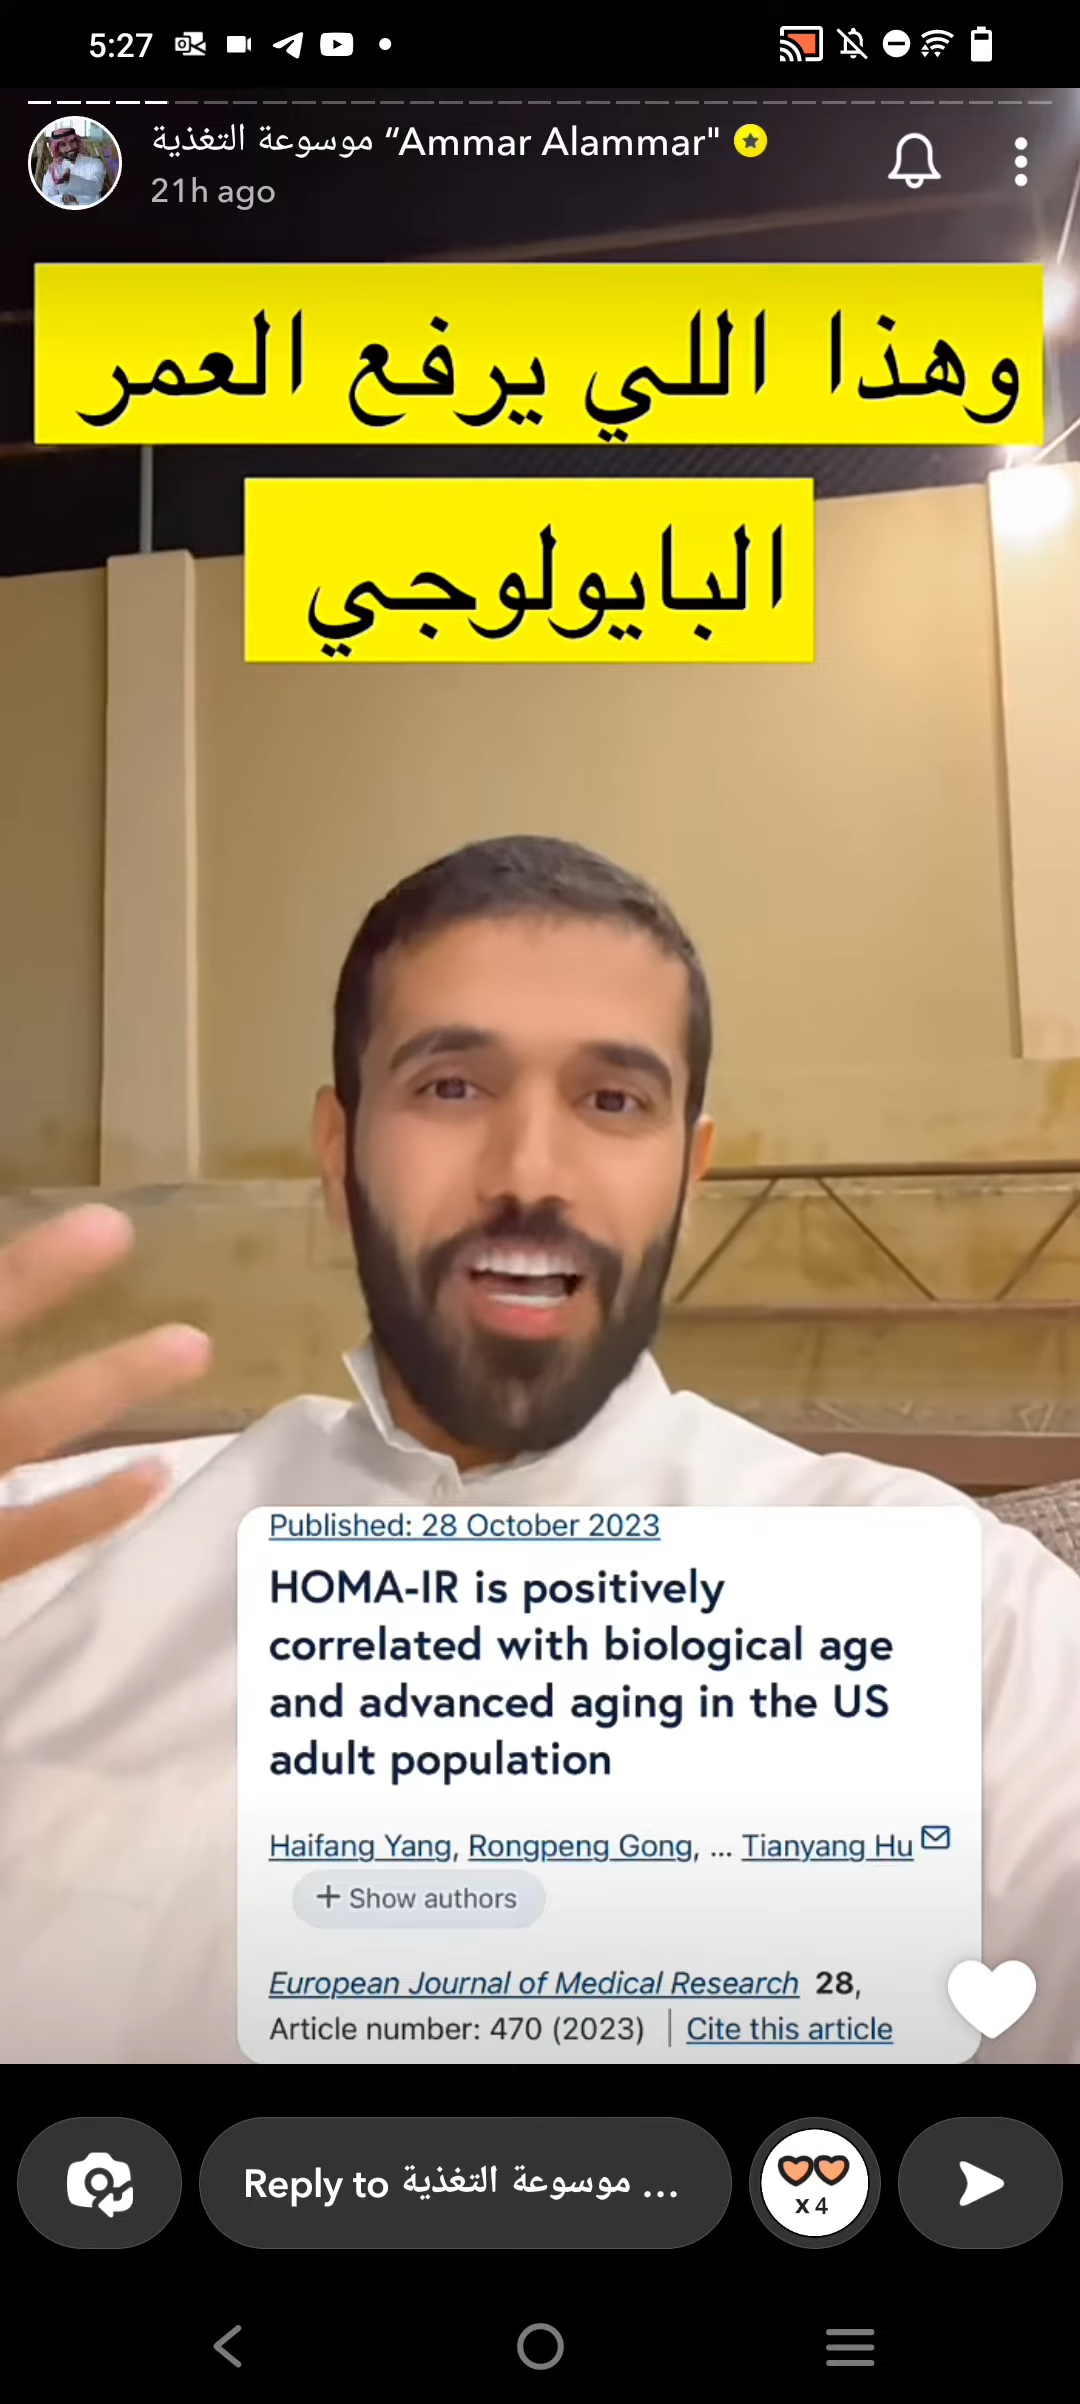 5:27
موسوعة التغذية “Ammar Alammar"
21h ago
وهذا اللي يرفع العمر
البايولوجي
Published: 28 October 2023
HOMA-IR is positively
correlated with biological age
and advanced aging in the US
adult population
Haifang Yang, Rongpeng Gong, ... Tianyang Hu
+ Show authors
European Journal of Medical Research 28,
Article number: 470 (2023) | Cite this article
Reply to موسوعة التغذية ...
x 4